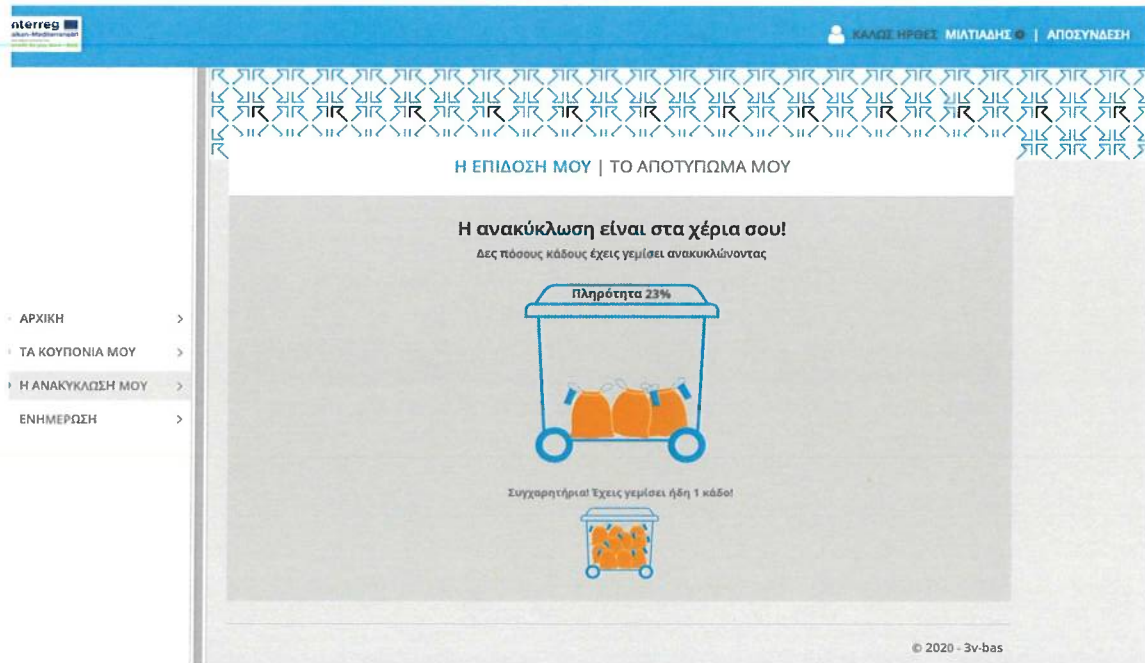 nterreg
ΚΑΛΩΣ ΗΡΘΕΣ ΜΙΛΤΙΑΔΗΣ | ΑΠΟΣΥΝΔΕΣΗ
Η ΕΠΙΔΟΣΗ ΜΟΥ | ΤΟ ΑΠΟΤΥΠΩΜΑ ΜΟΥ
Η ανακύκλωση είναι στα χέρια σου!
Δες πόσους κάδους έχεις γεμίσει ανακυκλώνοντας
Πληρότητα 23%
ΑΡΧΙΚΗ
ΤΑ ΚΟΥΠΟΝΙΑ ΜΟΥ
Η ΑΝΑΚΥΚΛΩΣΗ ΜΟΥ
ΕΝΗΜΕΡΩΣΗ
Συγχαρητήρια! Έχεις γεμίσει ήδη 1 κάδο!
© 2020 - 3v-bas